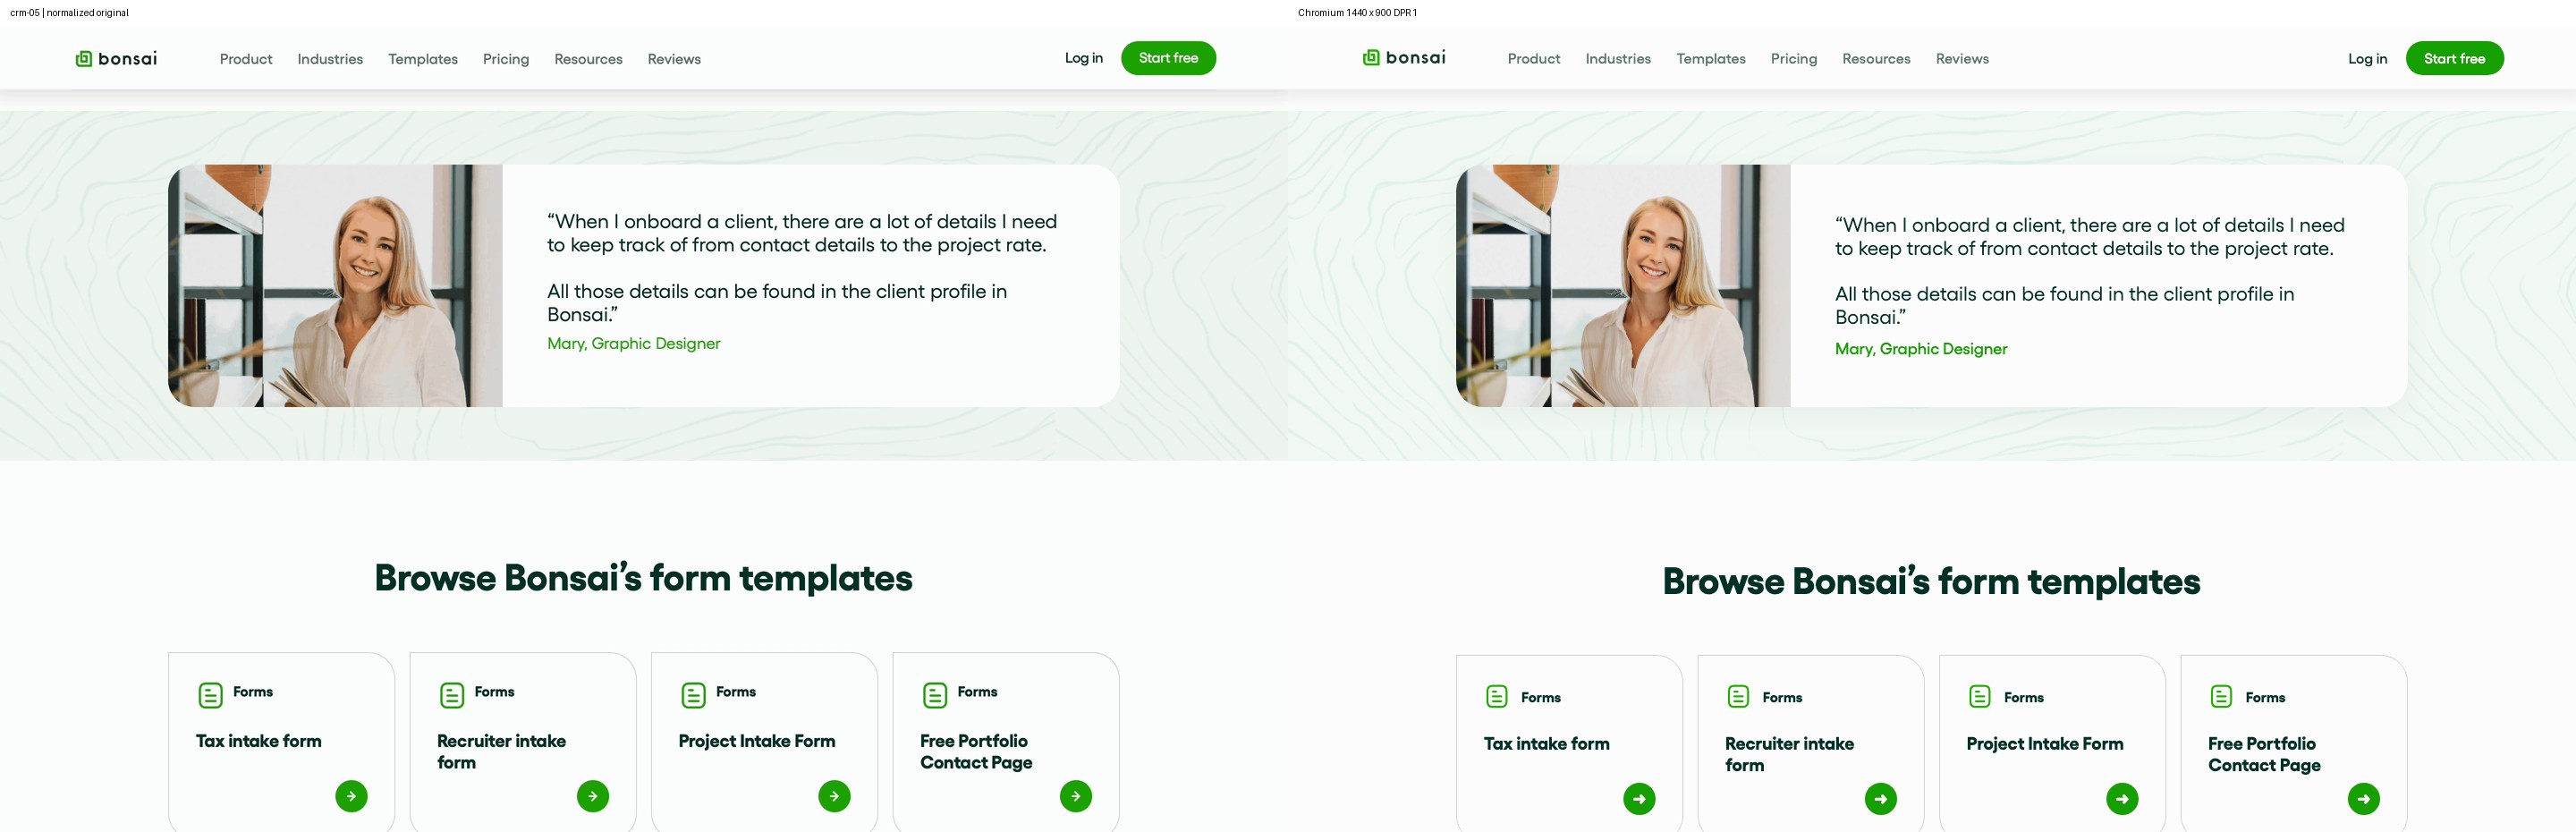 crm-05 | normalized original
Chromium 1440 x 900 DPR 1
bonsai Product Industries Templates Pricing Resources Reviews Log in Start free
bonsai Product Industries Templates Pricing Resources Reviews Log in Start free
“When I onboard a client, there are a lot of details I need
to keep track of from contact details to the project rate.
All those details can be found in the client profile in
Bonsai.”
Mary, Graphic Designer
“When I onboard a client, there are a lot of details I need
to keep track of from contact details to the project rate.
All those details can be found in the client profile in
Bonsai.”
Mary, Graphic Designer
Browse Bonsai’s form templates
Forms
Tax intake form
Forms
Recruiter intake
form
Forms
Project Intake Form
Forms
Free Portfolio
Contact Page
Browse Bonsai’s form templates
Forms
Tax intake form
Forms
Recruiter intake
form
Forms
Project Intake Form
Forms
Free Portfolio
Contact Page